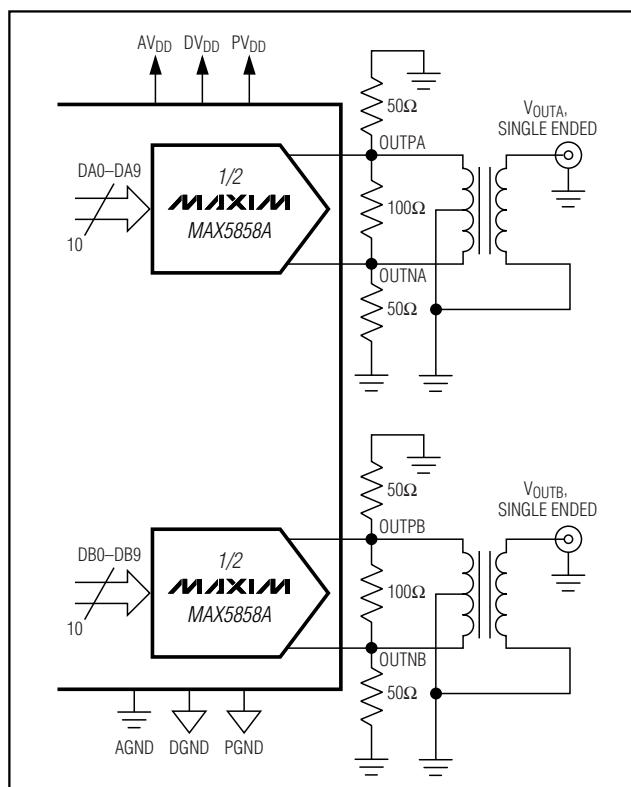 AVDD DVDD PVDD
50Ω
VOUTA,
SINGLE ENDED
OUTPA
DA0–DA9
1/2
MAXIM
MAX5858A
10
100Ω
OUTNA
50Ω
50Ω
VOUTB,
SINGLE ENDED
OUTPB
DB0–DB9
1/2
MAXIM
MAX5858A
10
100Ω
OUTNB
50Ω
AGND DGND PGND